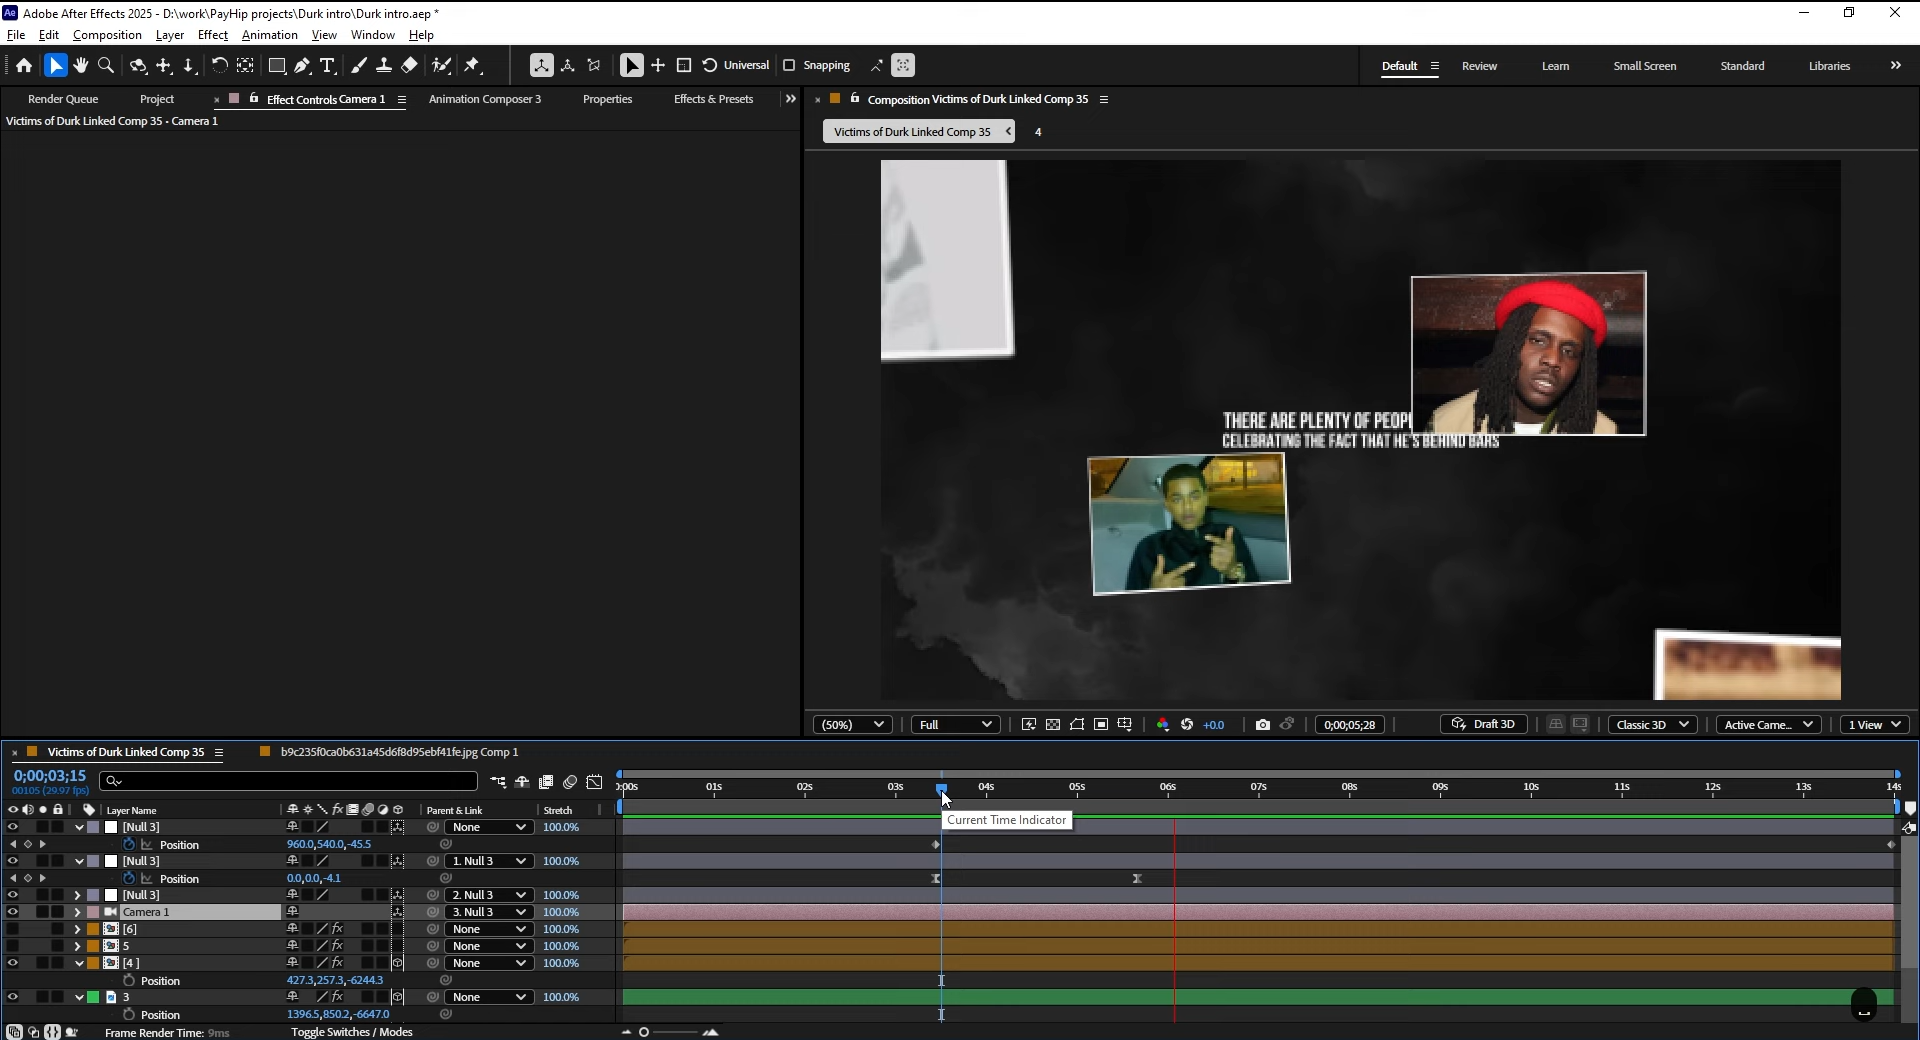 Ae Adobe After Effects 2025 - D:\work\PayHip projects\Durk intro\Durk intro.aep *
File Edit Composition Layer Effect Animation View Window Help
Universal Snapping Default Review Learn Small Screen Standard Libraries
Render Queue Project Effect Controls Camera 1 Animation Composer 3 Properties Effects & Presets
Composition Victims of Durk Linked Comp 35
Victims of Durk Linked Comp 35 • Camera 1
Victims of Durk Linked Comp 35 4
THERE ARE PLENTY OF PEOPL
CELEBRATING THE FACT THAT HE'S BEHIND BARS
(50%) Full +0.0 0;00;05;28 Draft 3D Classic 3D Active Came... 1 View
Victims of Durk Linked Comp 35 b9c235f0ca0b631a45d6f8d95ebf41fe.jpg Comp 1
0;00;03;15
00105 (29.97 fps)
:00s 01s 02s 03s 04s 05s 06s 07s 08s 09s 10s 11s 12s 13s 14s
Layer Name Parent & Link Stretch
Current Time Indicator
[Null 3] None 100.0%
Position 960.0,540.0,-45.5
[Null 3] 1. Null 3 100.0%
Position 0.0,0.0,-4.1
[Null 3] 2. Null 3 100.0%
Camera 1 3. Null 3 100.0%
[6] None 100.0%
5 None 100.0%
[4] None 100.0%
Position 427.3,257.3,-6244.3
3 None 100.0%
Position 1396.5,850.2,-6647.0
Frame Render Time: 9ms Toggle Switches / Modes